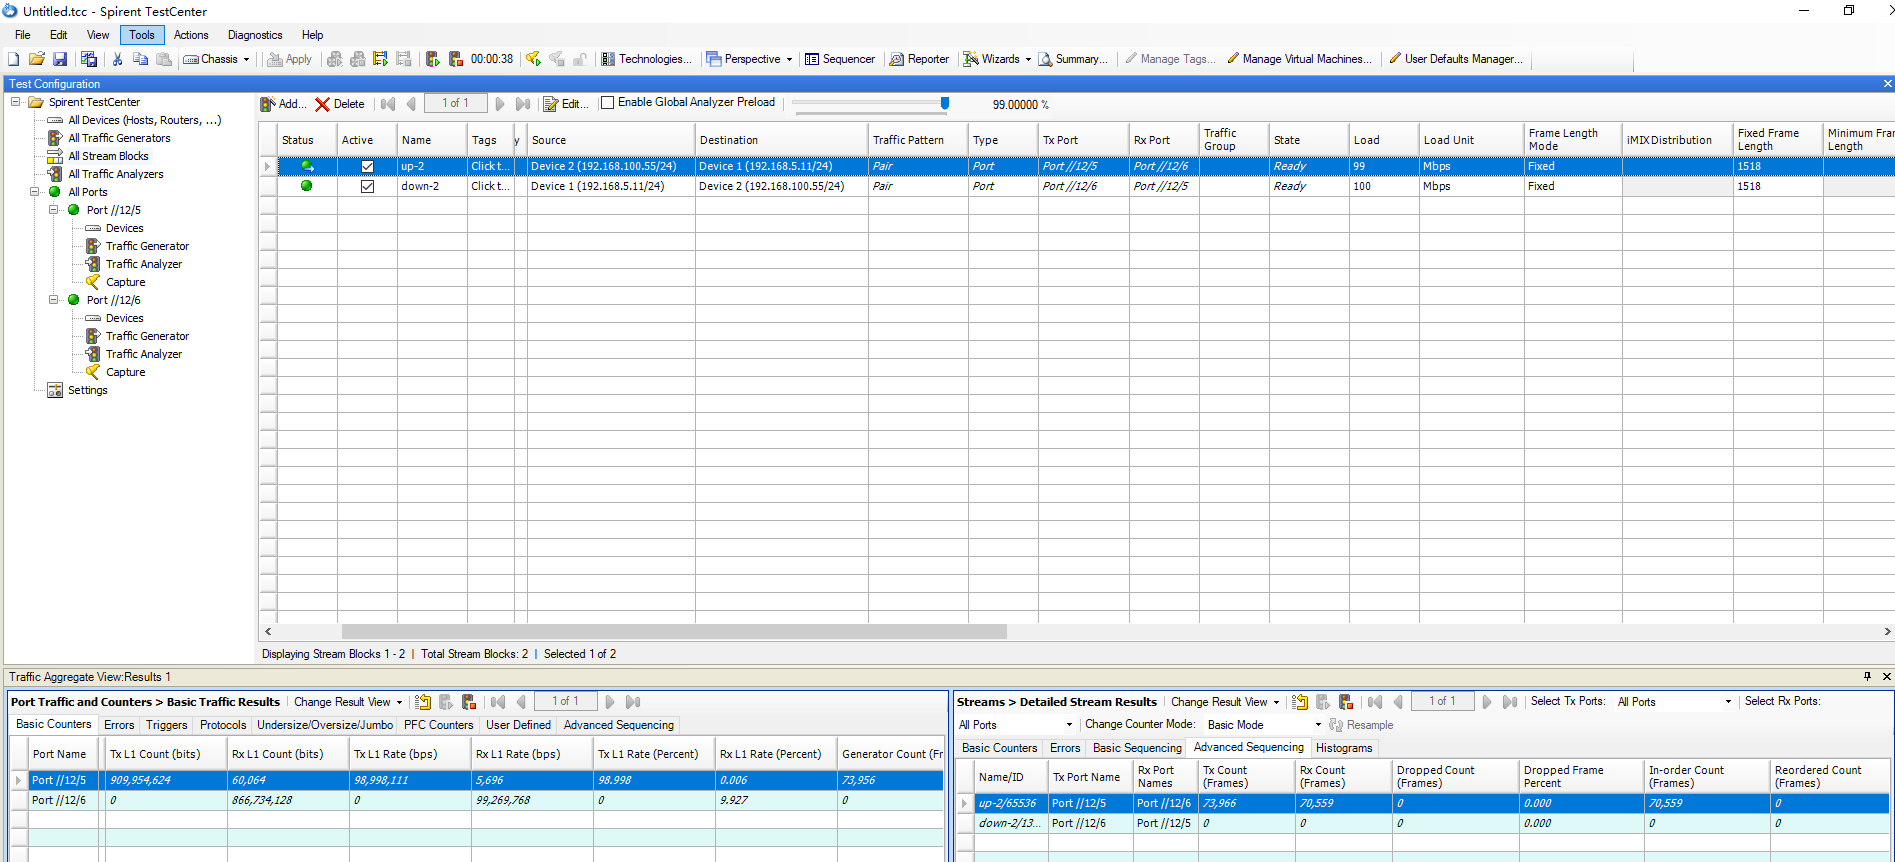 Untitled.tcc - Spirent TestCenter
File Edit View Tools Actions Diagnostics Help
Chassis Apply 00:00:38 Technologies... Perspective Sequencer Reporter Wizards Summary... Manage Tags... Manage Virtual Machines... User Defaults Manager...
Test Configuration
Spirent TestCenter
All Devices (Hosts, Routers, ...)
All Traffic Generators
All Stream Blocks
All Traffic Analyzers
All Ports
Port //12/5
Devices
Traffic Generator
Traffic Analyzer
Capture
Port //12/6
Devices
Traffic Generator
Traffic Analyzer
Capture
Settings
Add... Delete 1 of 1 Edit... Enable Global Analyzer Preload 99.00000 %
Status Active Name Tags y Source Destination Traffic Pattern Type Tx Port Rx Port Traffic Group State Load Load Unit Frame Length Mode iMIX Distribution Fixed Frame Length Minimum Fra Length
up-2 Click t... Device 2 (192.168.100.55/24) Device 1 (192.168.5.11/24) Pair Port Port //12/5 Port //12/6 Ready 99 Mbps Fixed 1518
down-2 Click t... Device 1 (192.168.5.11/24) Device 2 (192.168.100.55/24) Pair Port Port //12/6 Port //12/5 Ready 100 Mbps Fixed 1518
Displaying Stream Blocks 1 - 2 | Total Stream Blocks: 2 | Selected 1 of 2
Traffic Aggregate View:Results 1
Port Traffic and Counters > Basic Traffic Results Change Result View 1 of 1
Basic Counters Errors Triggers Protocols Undersize/Oversize/Jumbo PFC Counters User Defined Advanced Sequencing
Port Name Tx L1 Count (bits) Rx L1 Count (bits) Tx L1 Rate (bps) Rx L1 Rate (bps) Tx L1 Rate (Percent) Rx L1 Rate (Percent) Generator Count (Fr
Port //12/5 909,954,624 60,064 98,998,111 5,696 98.998 0.006 73,956
Port //12/6 0 866,734,128 0 99,269,768 0 9.927 0
Streams > Detailed Stream Results Change Result View 1 of 1 Select Tx Ports: All Ports Select Rx Ports:
All Ports Change Counter Mode: Basic Mode Resample
Basic Counters Errors Basic Sequencing Advanced Sequencing Histograms
Name/ID Tx Port Name Rx Port Names Tx Count (Frames) Rx Count (Frames) Dropped Count (Frames) Dropped Frame Percent In-order Count (Frames) Reordered Count (Frames)
up-2/65536 Port //12/5 Port //12/6 73,966 70,559 0 0.000 70,559 0
down-2/13... Port //12/6 Port //12/5 0 0 0 0.000 0 0